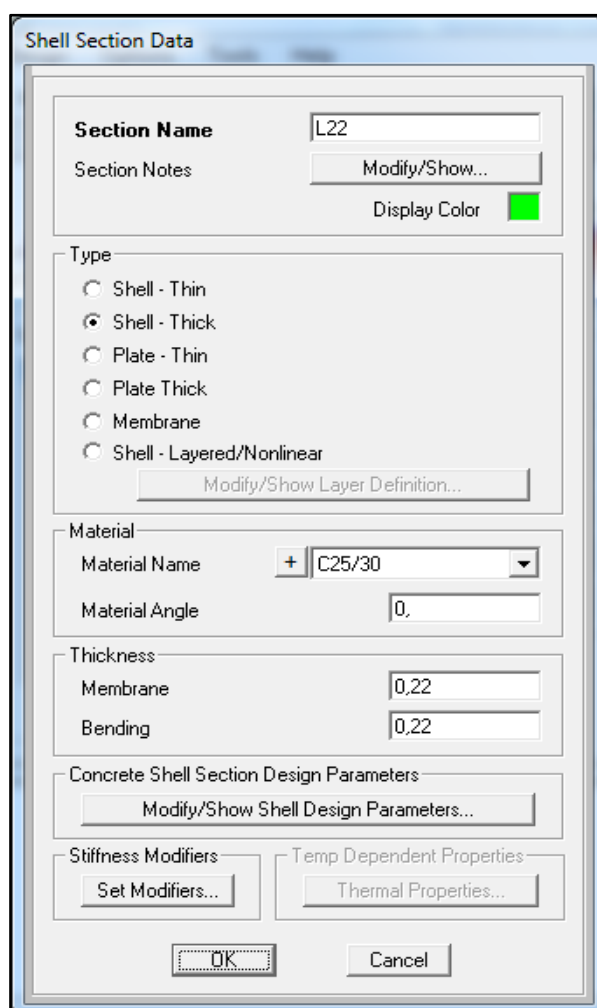 Shell Section Data
Section Name L22
Section Notes Modify/Show...
Display Color
Type
Shell - Thin
Shell - Thick
Plate - Thin
Plate Thick
Membrane
Shell - Layered/Nonlinear
Modify/Show Layer Definition...
Material
Material Name + C25/30
Material Angle 0,
Thickness
Membrane 0,22
Bending 0,22
Concrete Shell Section Design Parameters
Modify/Show Shell Design Parameters...
Stiffness Modifiers Temp Dependent Properties
Set Modifiers... Thermal Properties...
OK Cancel